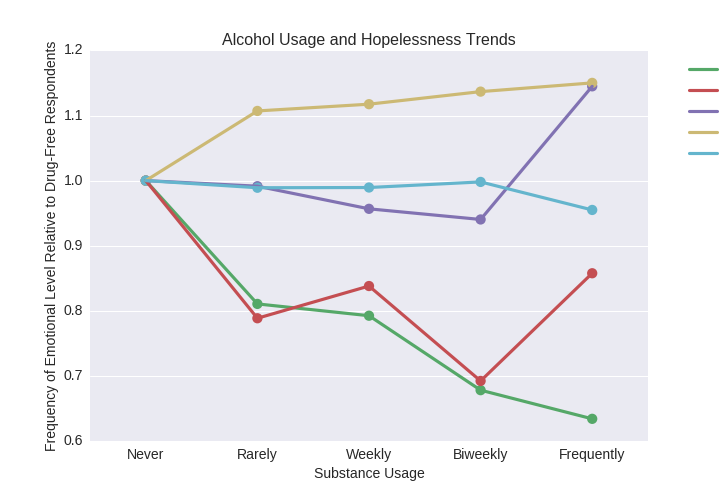 Alcohol Usage and Hopelessness Trends
Frequency of Emotional Level Relative to Drug-Free Respondents
1.2
1.1
1.0
0.9
0.8
0.7
0.6
Never Rarely Weekly Biweekly Frequently
Substance Usage